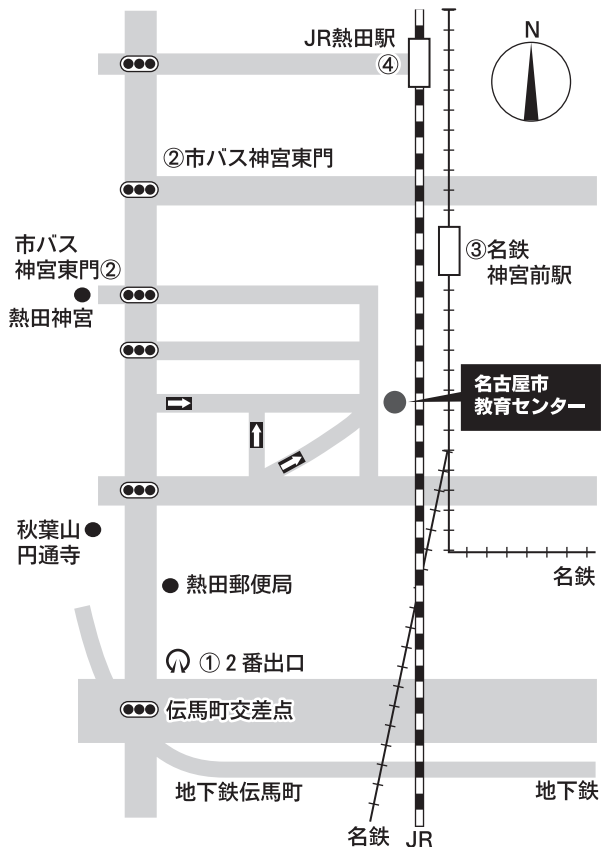 N
JR熱田駅
④
②市バス神宮東門
市バス
神宮東門②
熱田神宮
③名鉄
神宮前駅
名古屋市
教育センター
秋葉山
円通寺
名鉄
熱田郵便局
①２番出口
伝馬町交差点
地下鉄伝馬町
地下鉄
名鉄
JR